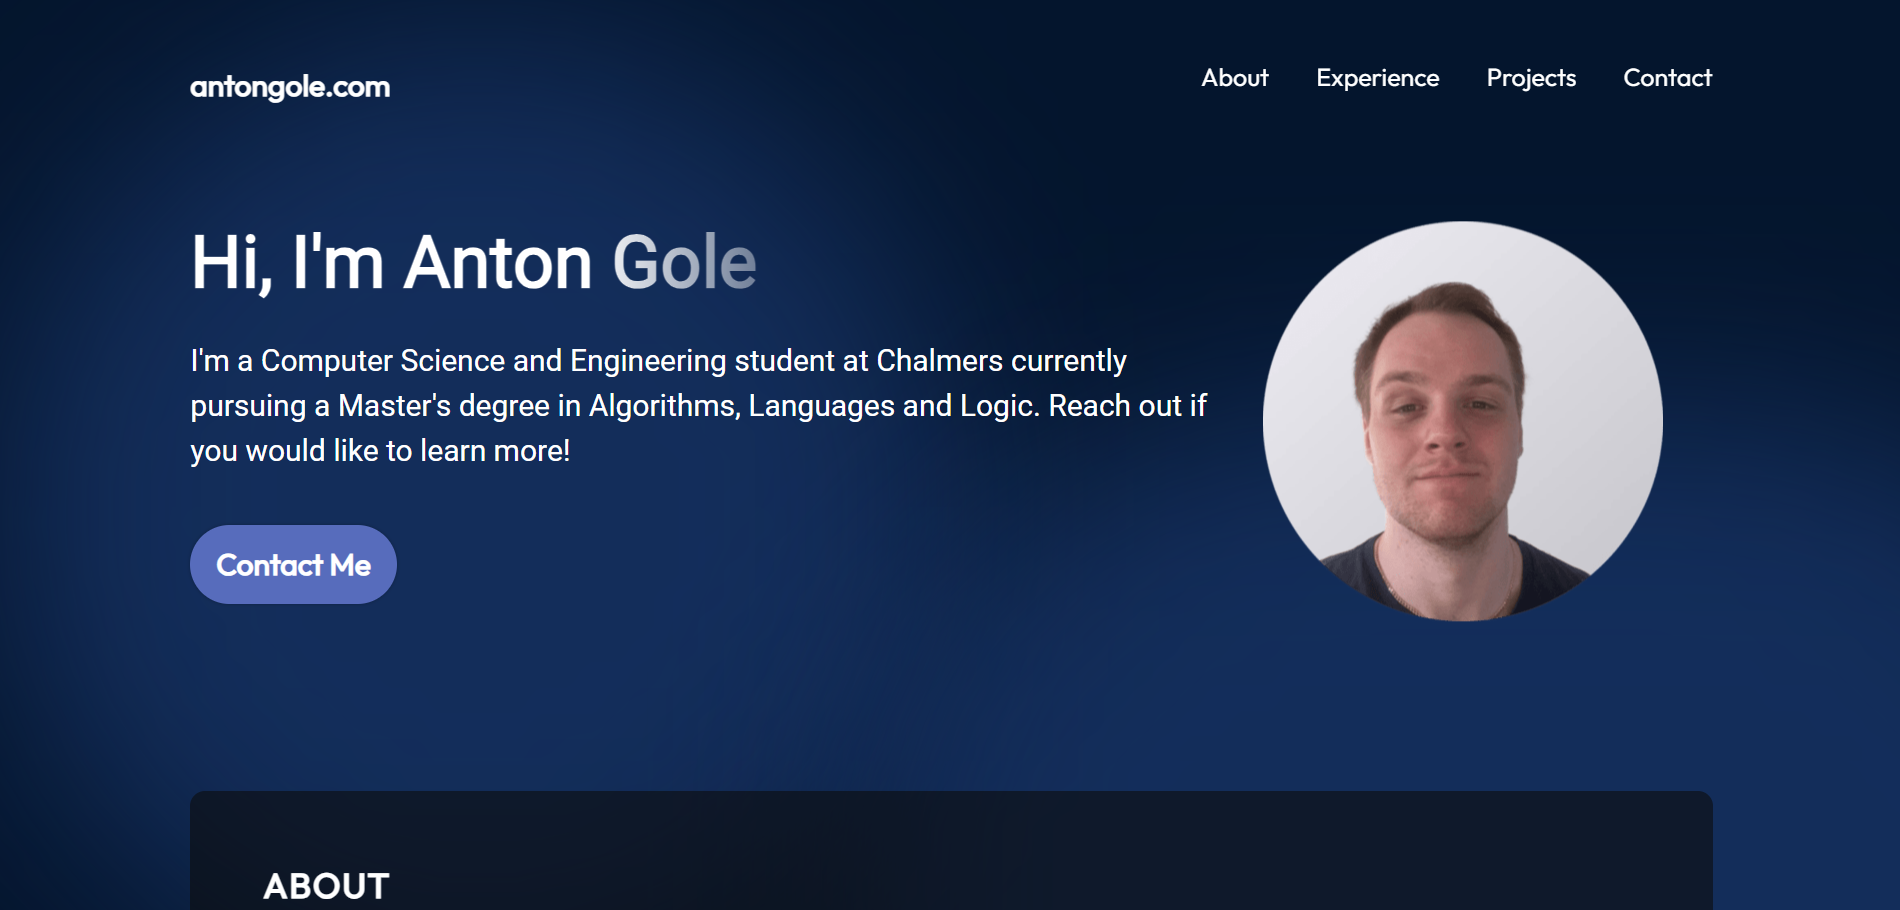 antongole.com
About Experience Projects Contact
Hi, I'm Anton Gole
I'm a Computer Science and Engineering student at Chalmers currently
pursuing a Master's degree in Algorithms, Languages and Logic. Reach out if
you would like to learn more!
Contact Me
ABOUT